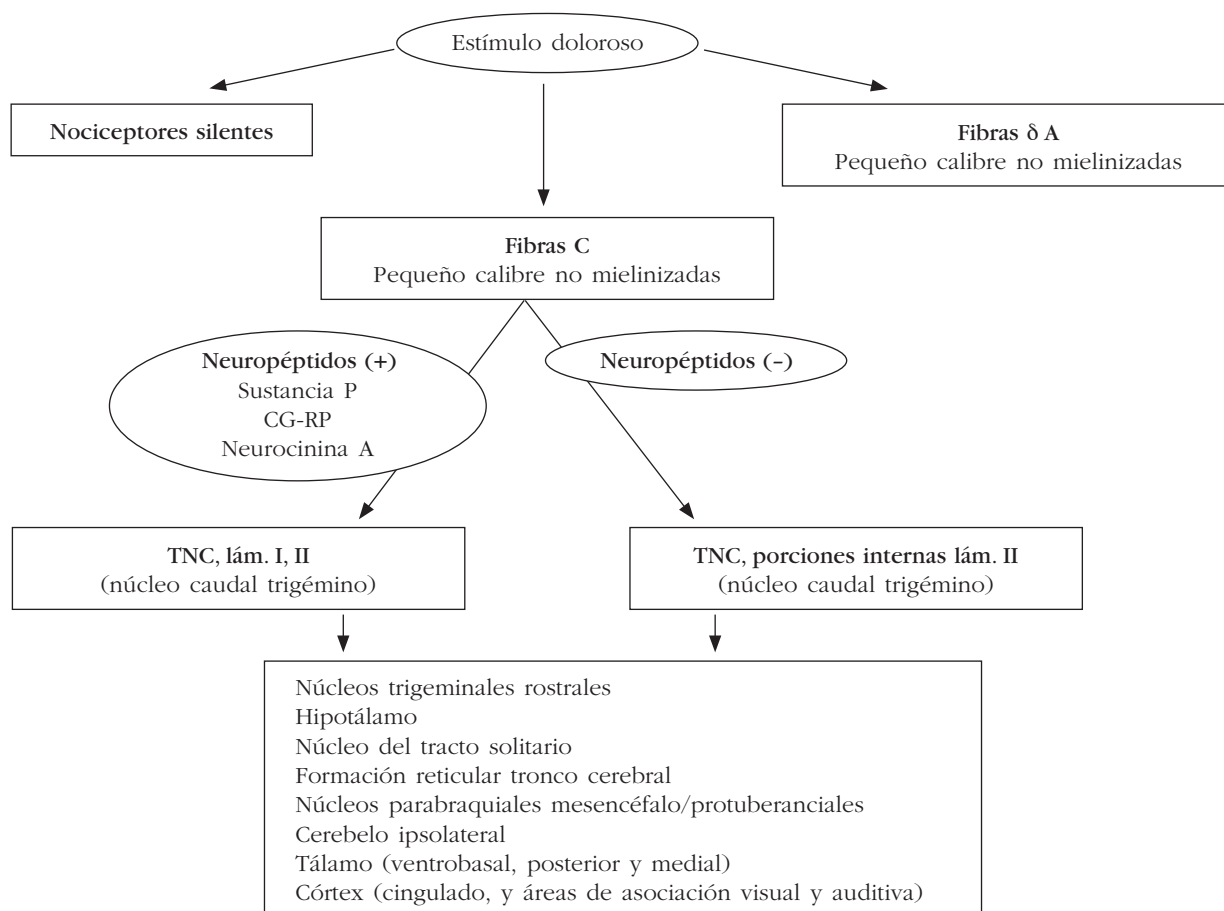 Estímulo doloroso
Nociceptores silentes
Fibras δ A
Pequeño calibre no mielinizadas
Fibras C
Pequeño calibre no mielinizadas
Neuropéptidos (+)
Sustancia P
CG-RP
Neurocinina A
Neuropéptidos (–)
TNC, lám. I, II
(núcleo caudal trigémino)
TNC, porciones internas lám. II
(núcleo caudal trigémino)
Núcleos trigeminales rostrales
Hipotálamo
Núcleo del tracto solitario
Formación reticular tronco cerebral
Núcleos parabraquiales mesencéfalo/protuberanciales
Cerebelo ipsolateral
Tálamo (ventrobasal, posterior y medial)
Córtex (cingulado, y áreas de asociación visual y auditiva)